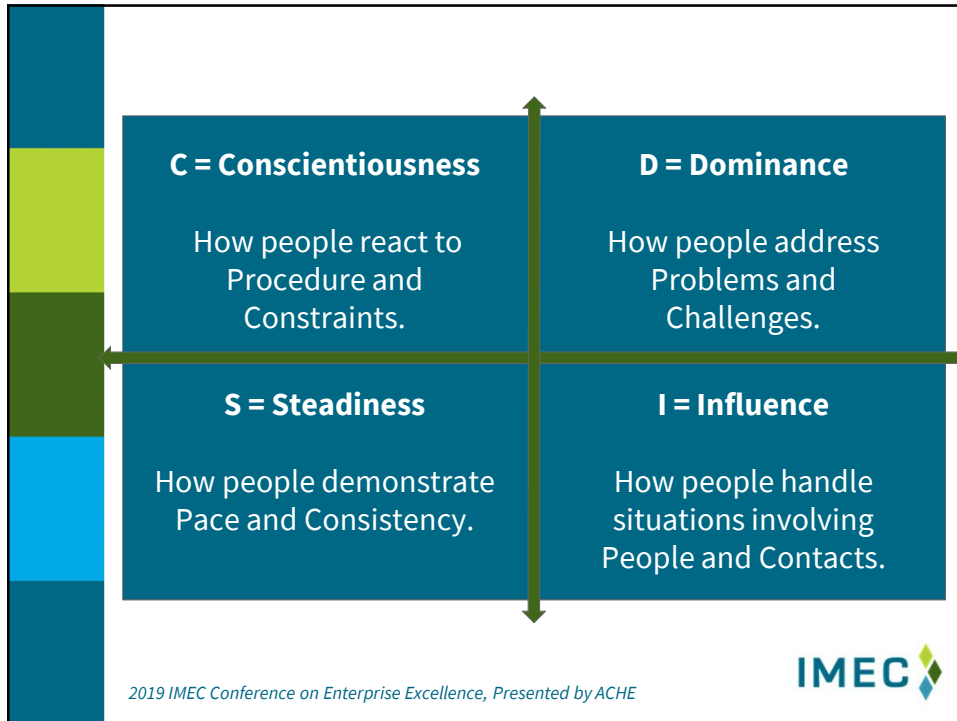 C = Conscientiousness
How people react to
Procedure and
Constraints.
D = Dominance
How people address
Problems and
Challenges.
S = Steadiness
How people demonstrate
Pace and Consistency.
I = Influence
How people handle
situations involving
People and Contacts.
2019 IMEC Conference on Enterprise Excellence, Presented by ACHE
IMEC